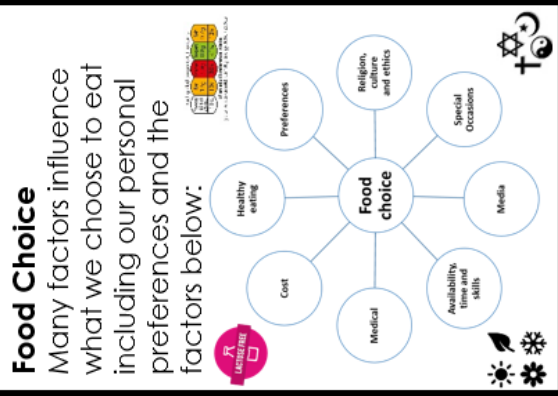 Food Choice
Many factors influence
what we choose to eat
including our personal
preferences and the
factors below:
Healthy
eating
Preferences
Religion,
culture
and ethics
Special
Occasions
Media
Availability,
time and
skills
Medical
Cost
Food
choice
LACTOSE FREE